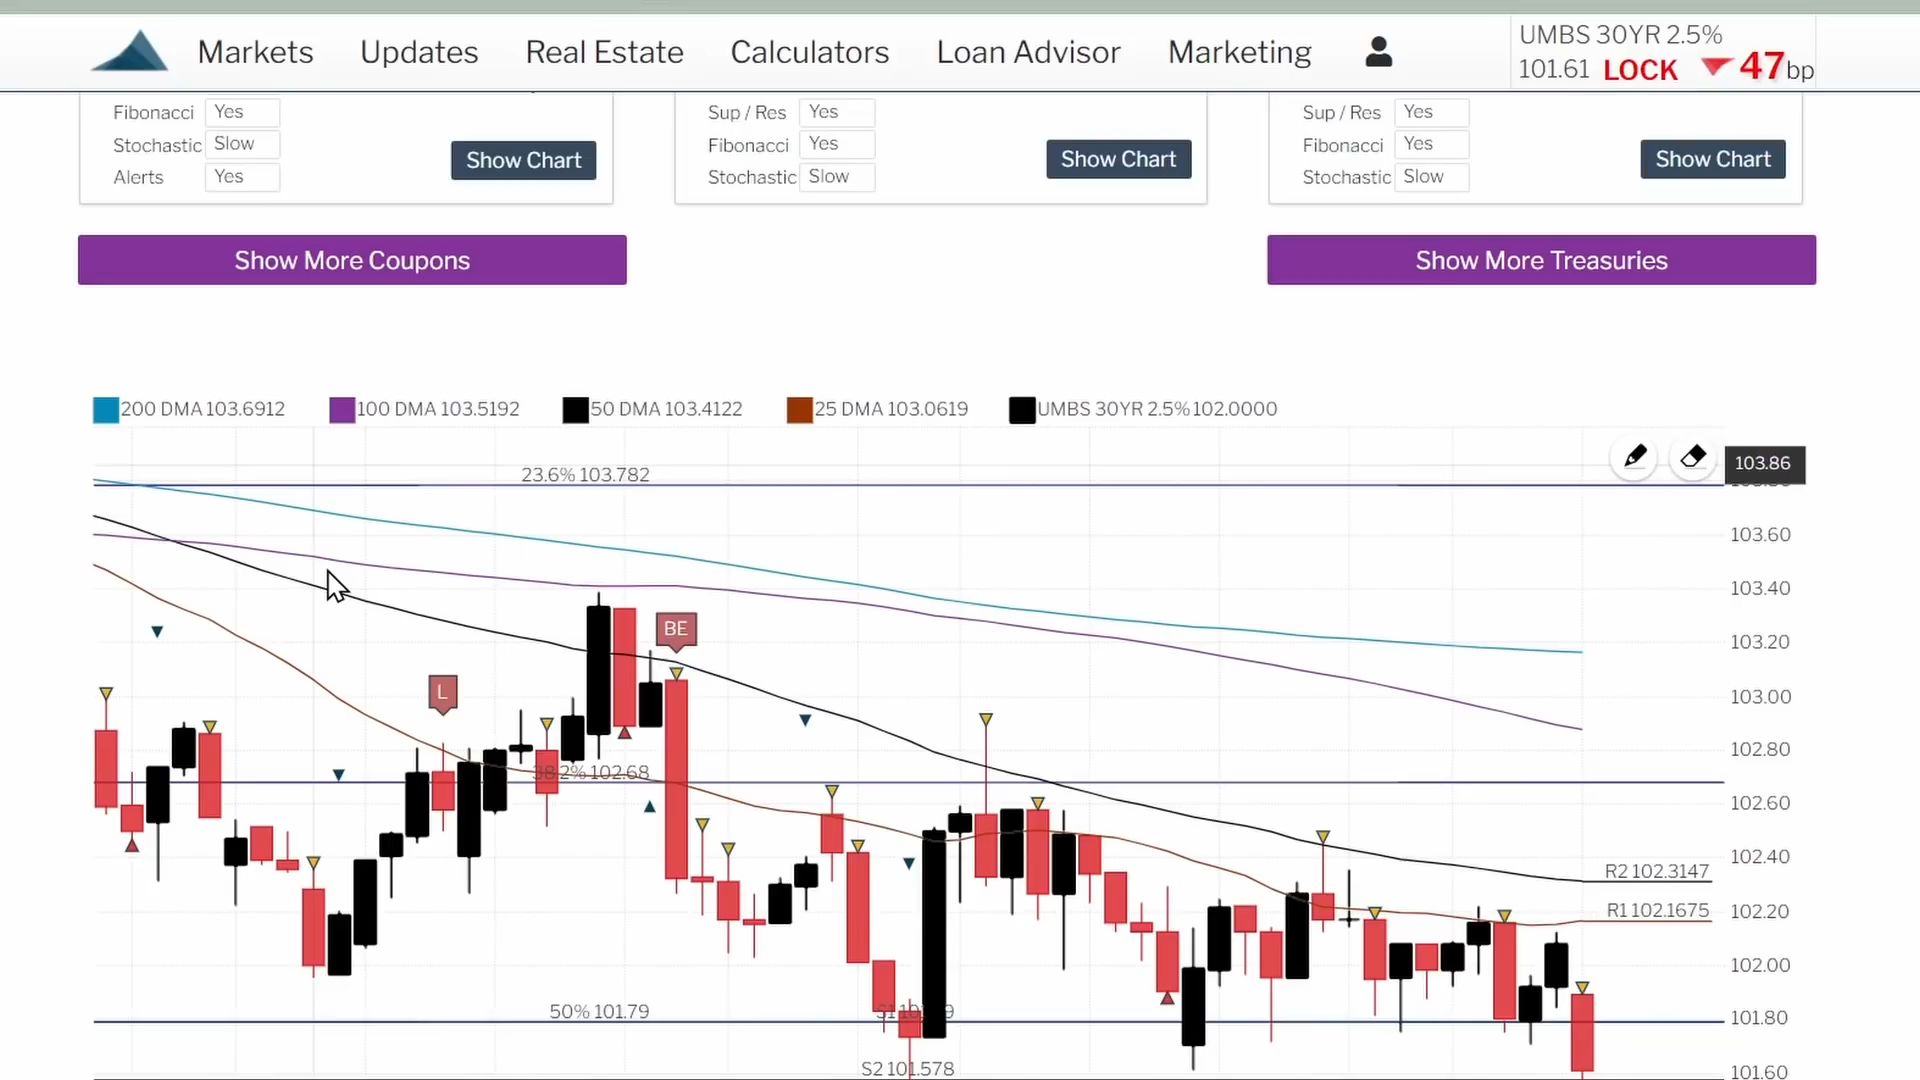 Markets Updates Real Estate Calculators Loan Advisor Marketing
UMBS 30YR 2.5%
101.61 LOCK 47bp
Fibonacci Yes
Stochastic Slow
Alerts Yes
Show Chart
Sup / Res Yes
Fibonacci Yes
Stochastic Slow
Show Chart
Sup / Res Yes
Fibonacci Yes
Stochastic Slow
Show Chart
Show More Coupons
Show More Treasuries
200 DMA 103.6912 100 DMA 103.5192 50 DMA 103.4122 25 DMA 103.0619 UMBS 30YR 2.5% 102.0000
103.86
23.6% 103.782
103.60
103.40
103.20
BE
L
103.00
102.80
38.2% 102.68
102.60
102.40
R2 102.3147
R1 102.1675
102.20
102.00
50% 101.79
101.80
S2 101.578
101.60